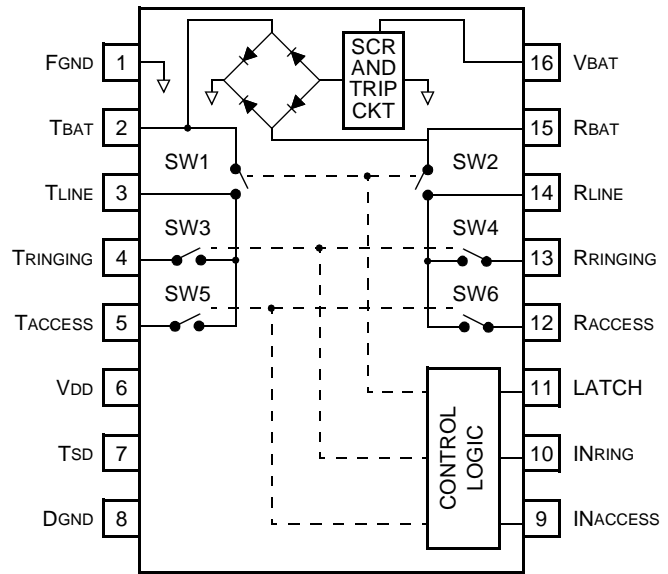 SCR
AND
TRIP
CKT
FGND 1
16 VBAT
TBAT 2
15 RBAT
SW1
SW2
TLINE 3
14 RLINE
SW3
SW4
TRINGING 4
13 RRINGING
SW5
SW6
TACCESS 5
12 RACCESS
VDD 6
11 LATCH
CONTROL
LOGIC
TSD 7
10 INRING
DGND 8
9 INACCESS